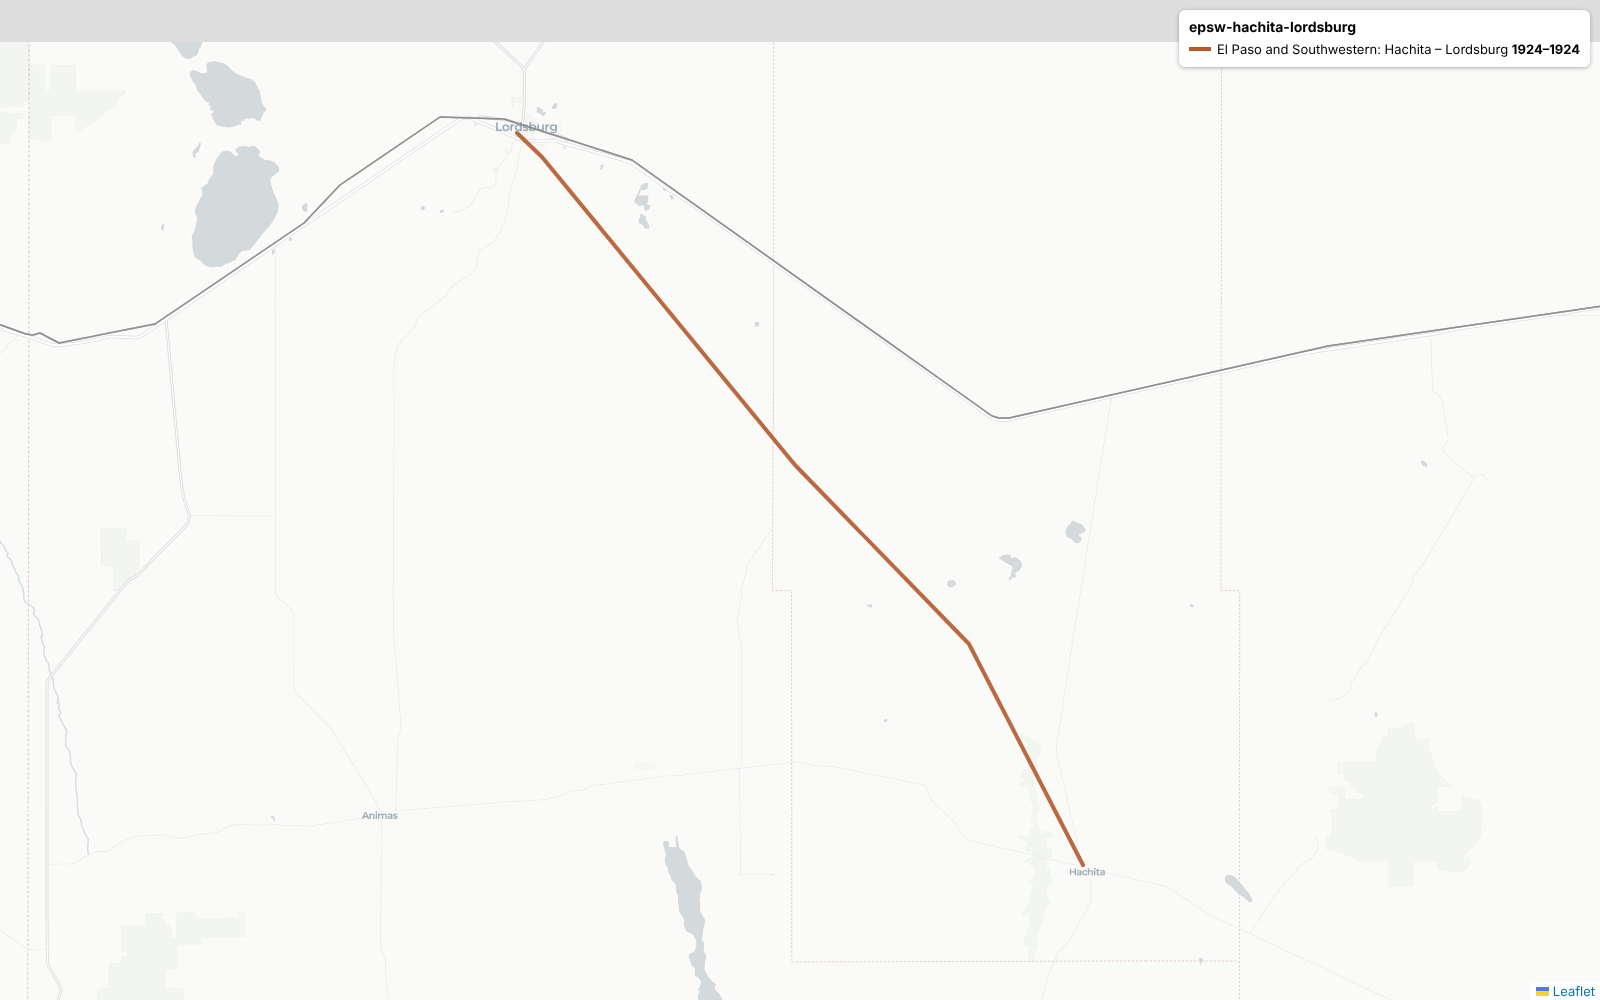 epsw-hachita-lordsburg
El Paso and Southwestern: Hachita – Lordsburg 1924–1924
Lordsburg
Animas
Hachita
Leaflet